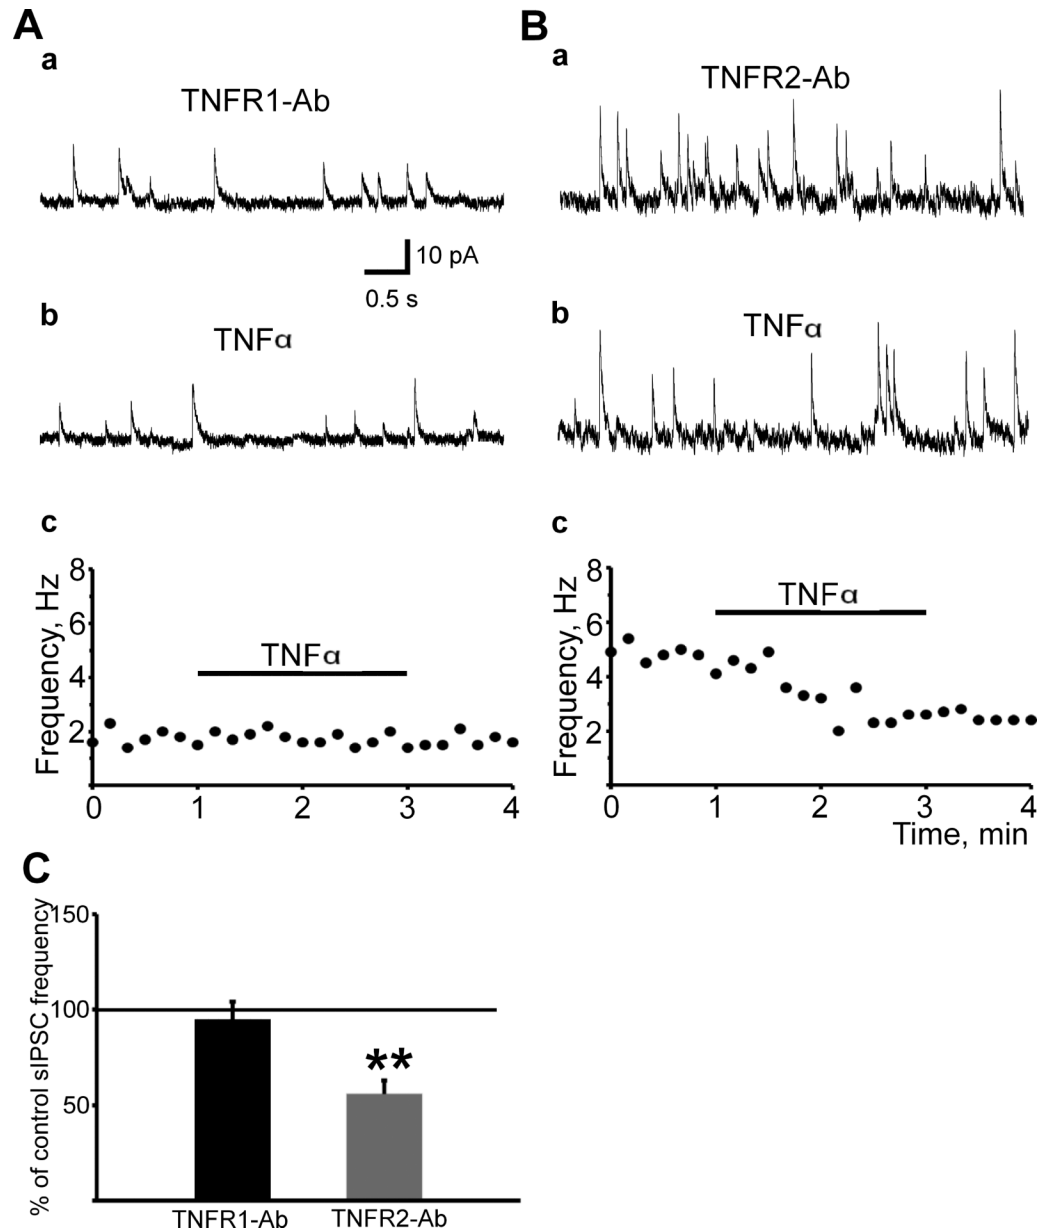 A
a
TNFR1-Ab
10 pA
0.5 s
b
TNFα
c
8
6
4
2
Frequency, Hz
TNFα
0 1 2 3 4
B
a
TNFR2-Ab
b
TNFα
c
8
6
4
2
Frequency, Hz
TNFα
0 1 2 3 4
Time, min
C
% of control sIPSC frequency
150
100
50
**
TNFR1-Ab
TNFR2-Ab